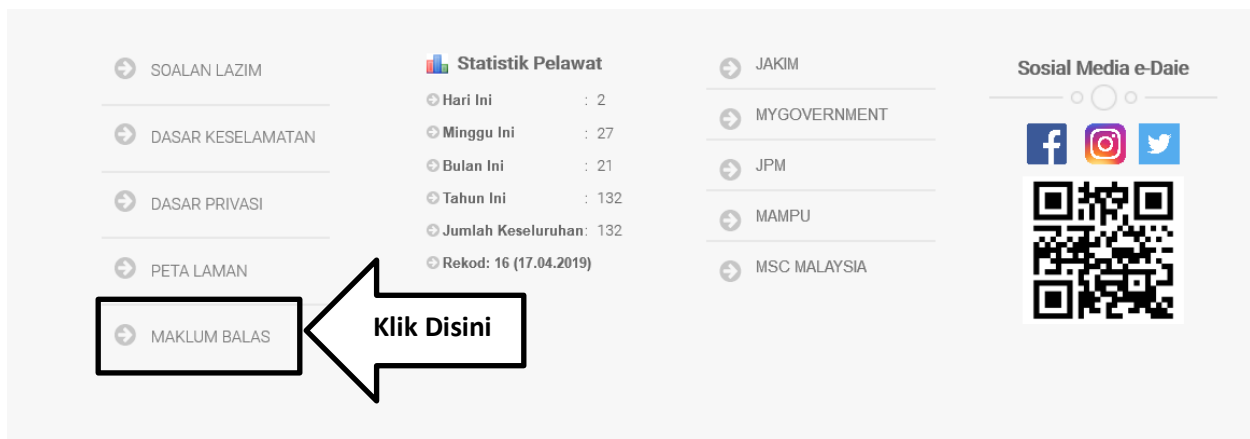 SOALAN LAZIM
DASAR KESELAMATAN
DASAR PRIVASI
PETA LAMAN
MAKLUM BALAS
Klik Disini
Statistik Pelawat
Hari Ini : 2
Minggu Ini : 27
Bulan Ini : 21
Tahun Ini : 132
Jumlah Keseluruhan: 132
Rekod: 16 (17.04.2019)
JAKIM
MYGOVERNMENT
JPM
MAMPU
MSC MALAYSIA
Sosial Media e-Daie